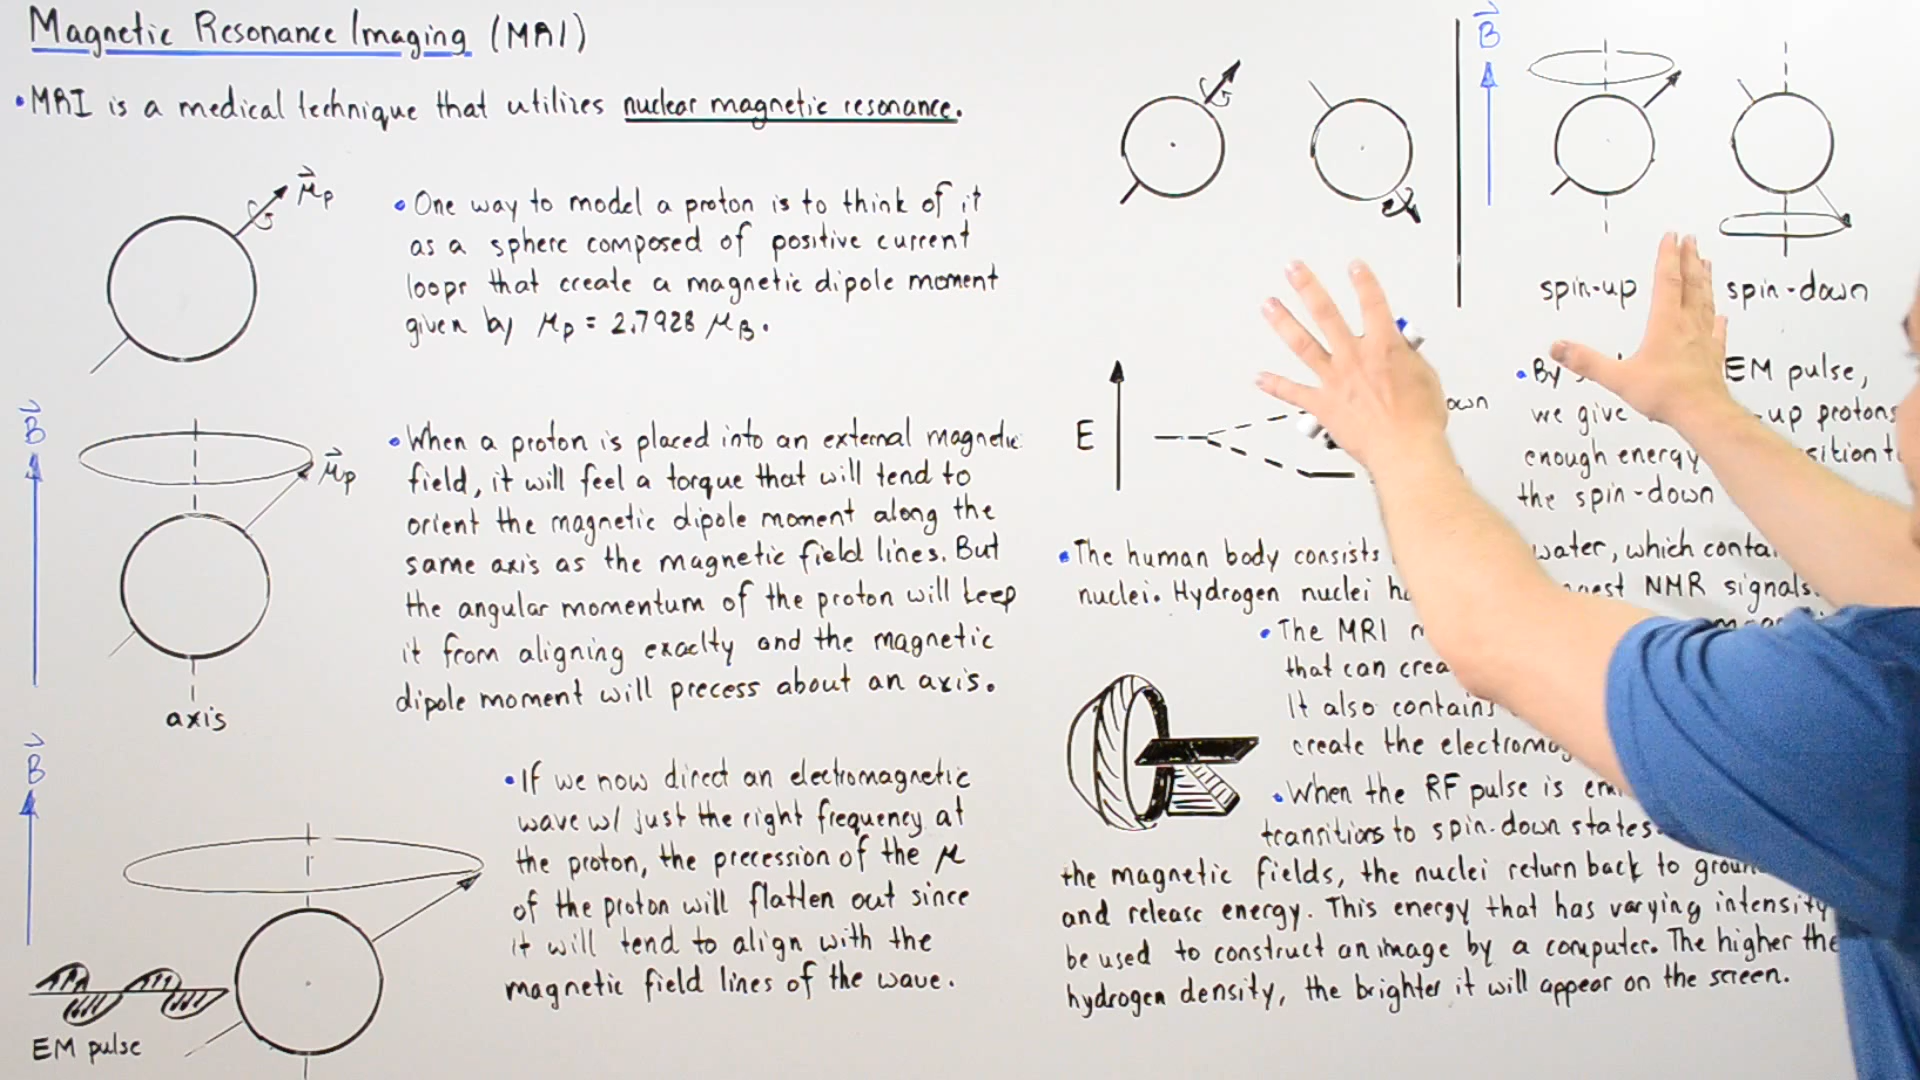 Magnetic Resonance Imaging (MRI)
• MRI is a medical technique that utilizes nuclear magnetic resonance.
μp
• One way to model a proton is to think of it
as a sphere composed of positive current
loops that create a magnetic dipole moment
given by μp = 2.7928 μB.
B
μp
axis
• When a proton is placed into an external magnetic
field, it will feel a torque that will tend to
orient the magnetic dipole moment along the
same axis as the magnetic field lines. But
the angular momentum of the proton will keep
it from aligning exaclty and the magnetic
dipole moment will precess about an axis.
B
EM pulse
• If we now direct an electromagnetic
wave w/ just the right frequency at
the proton, the precession of the μ
of the proton will flatten out since
it will tend to align with the
magnetic field lines of the wave.
B
spin-up
spin-down
E
• By EM pulse,
we give -up protons
enough energy
the spin-down
• The human body consists water, which
nuclei. Hydrogen nuclei NMR signals.
• The MRI
that can
It also contains
create the
• When the RF pulse is
transitions to spin-down states.
the magnetic fields, the nuclei return back to
and release energy. This energy that has varying intensity
be used to construct an image by a computer. The higher the
hydrogen density, the brighter it will appear on the screen.